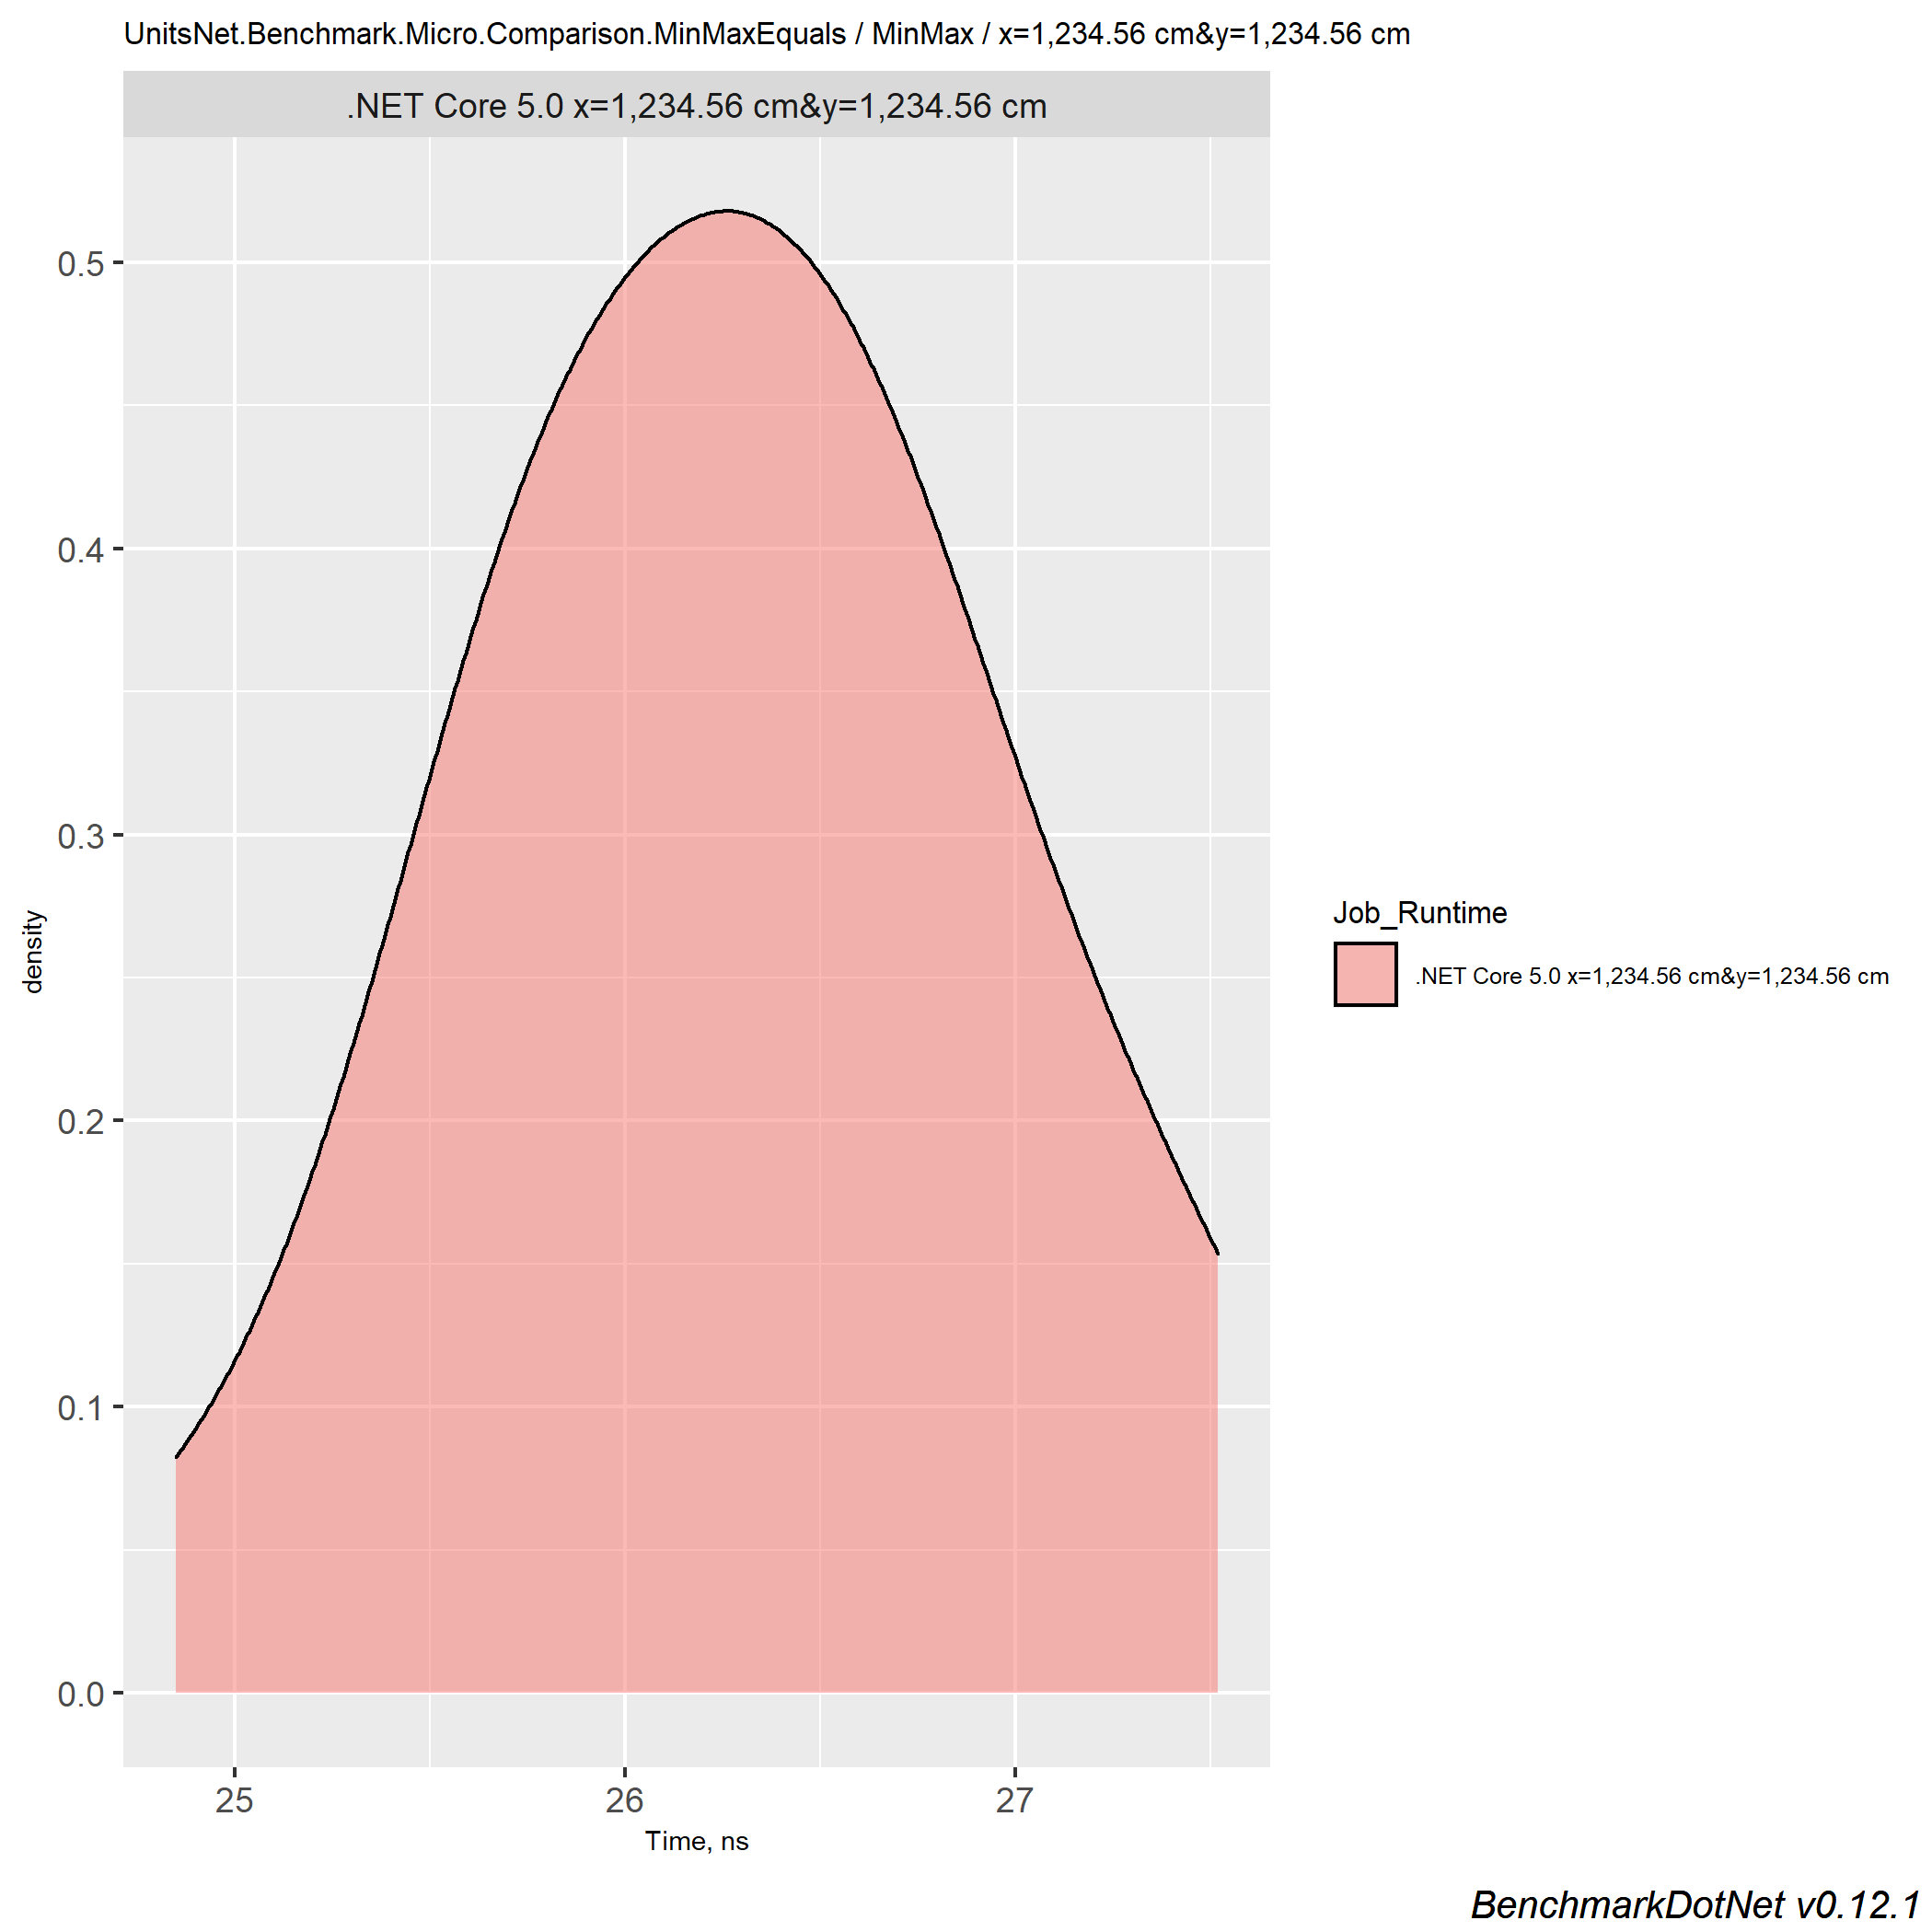 UnitsNet.Benchmark.Micro.Comparison.MinMaxEquals / MinMax / x=1,234.56 cm&y=1,234.56 cm
.NET Core 5.0 x=1,234.56 cm&y=1,234.56 cm
0.5
0.4
0.3
0.2
0.1
0.0
density
25 26 27
Time, ns
Job_Runtime
.NET Core 5.0 x=1,234.56 cm&y=1,234.56 cm
BenchmarkDotNet v0.12.1